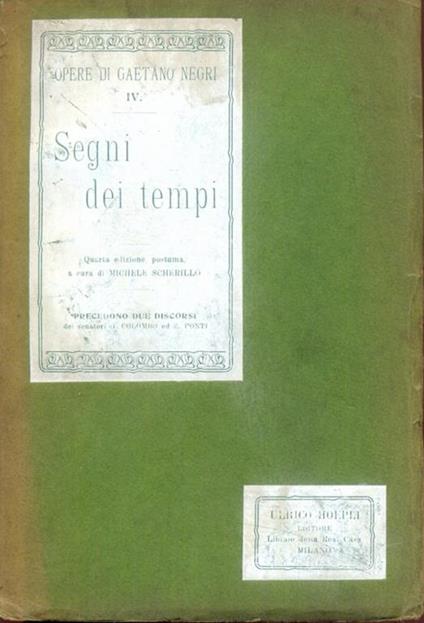 OPERE DI GAETANO NEGRI
IV.
Segni
dei tempi
Quarta edizione postuma
a cura di MICHELE SCHERILLO
PRECEDONO DUE DISCORSI
dei senatori G. COLOMBO ed E. PONTI
ULRICO HOEPLI
EDITORE
Libraio della Real Casa
MILANO